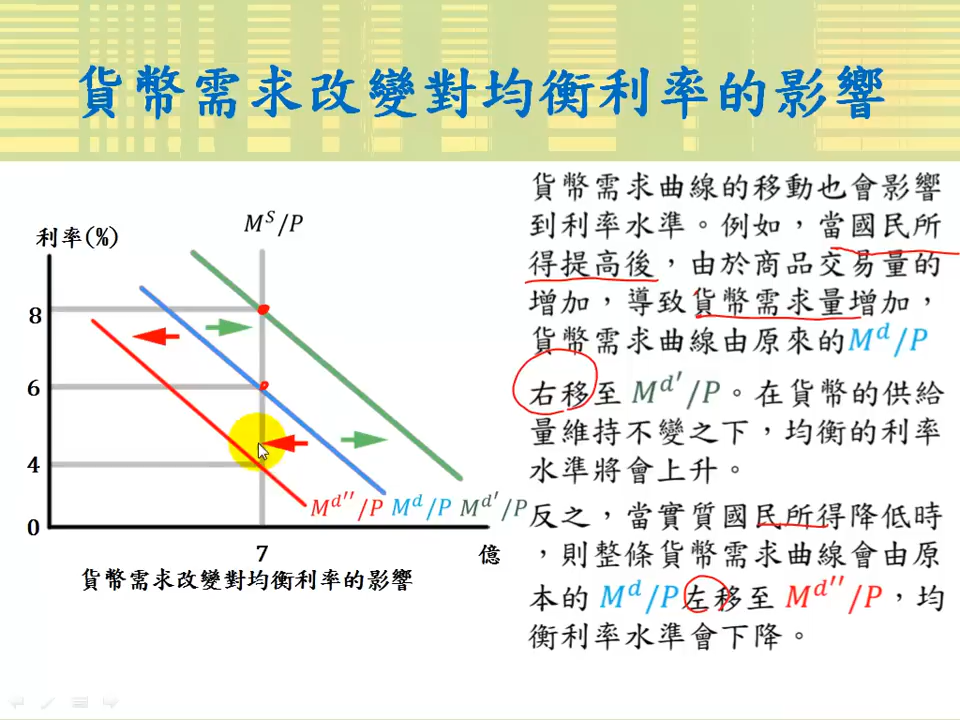 貨幣需求改變對均衡利率的影響
利率(%)
M^S/P
8
6
4
0
7
億
M^d''/P M^d/P M^d'/P
貨幣需求改變對均衡利率的影響
貨幣需求曲線的移動也會影響
到利率水準。例如，當國民所
得提高後，由於商品交易量的
增加，導致貨幣需求量增加，
貨幣需求曲線由原來的M^d/P
右移至 M^d'/P。在貨幣的供給
量維持不變之下，均衡的利率
水準將會上升。
反之，當實質國民所得降低時
，則整條貨幣需求曲線會由原
本的 M^d/P左移至 M^d''/P，均
衡利率水準會下降。